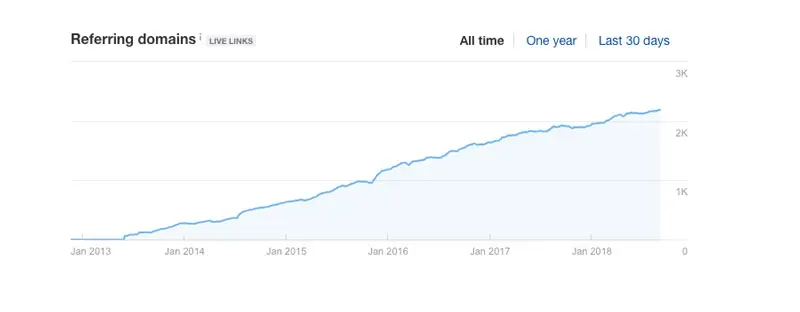 Referring domains i LIVE LINKS All time One year Last 30 days
3K
2K
1K
Jan 2013 Jan 2014 Jan 2015 Jan 2016 Jan 2017 Jan 2018 0